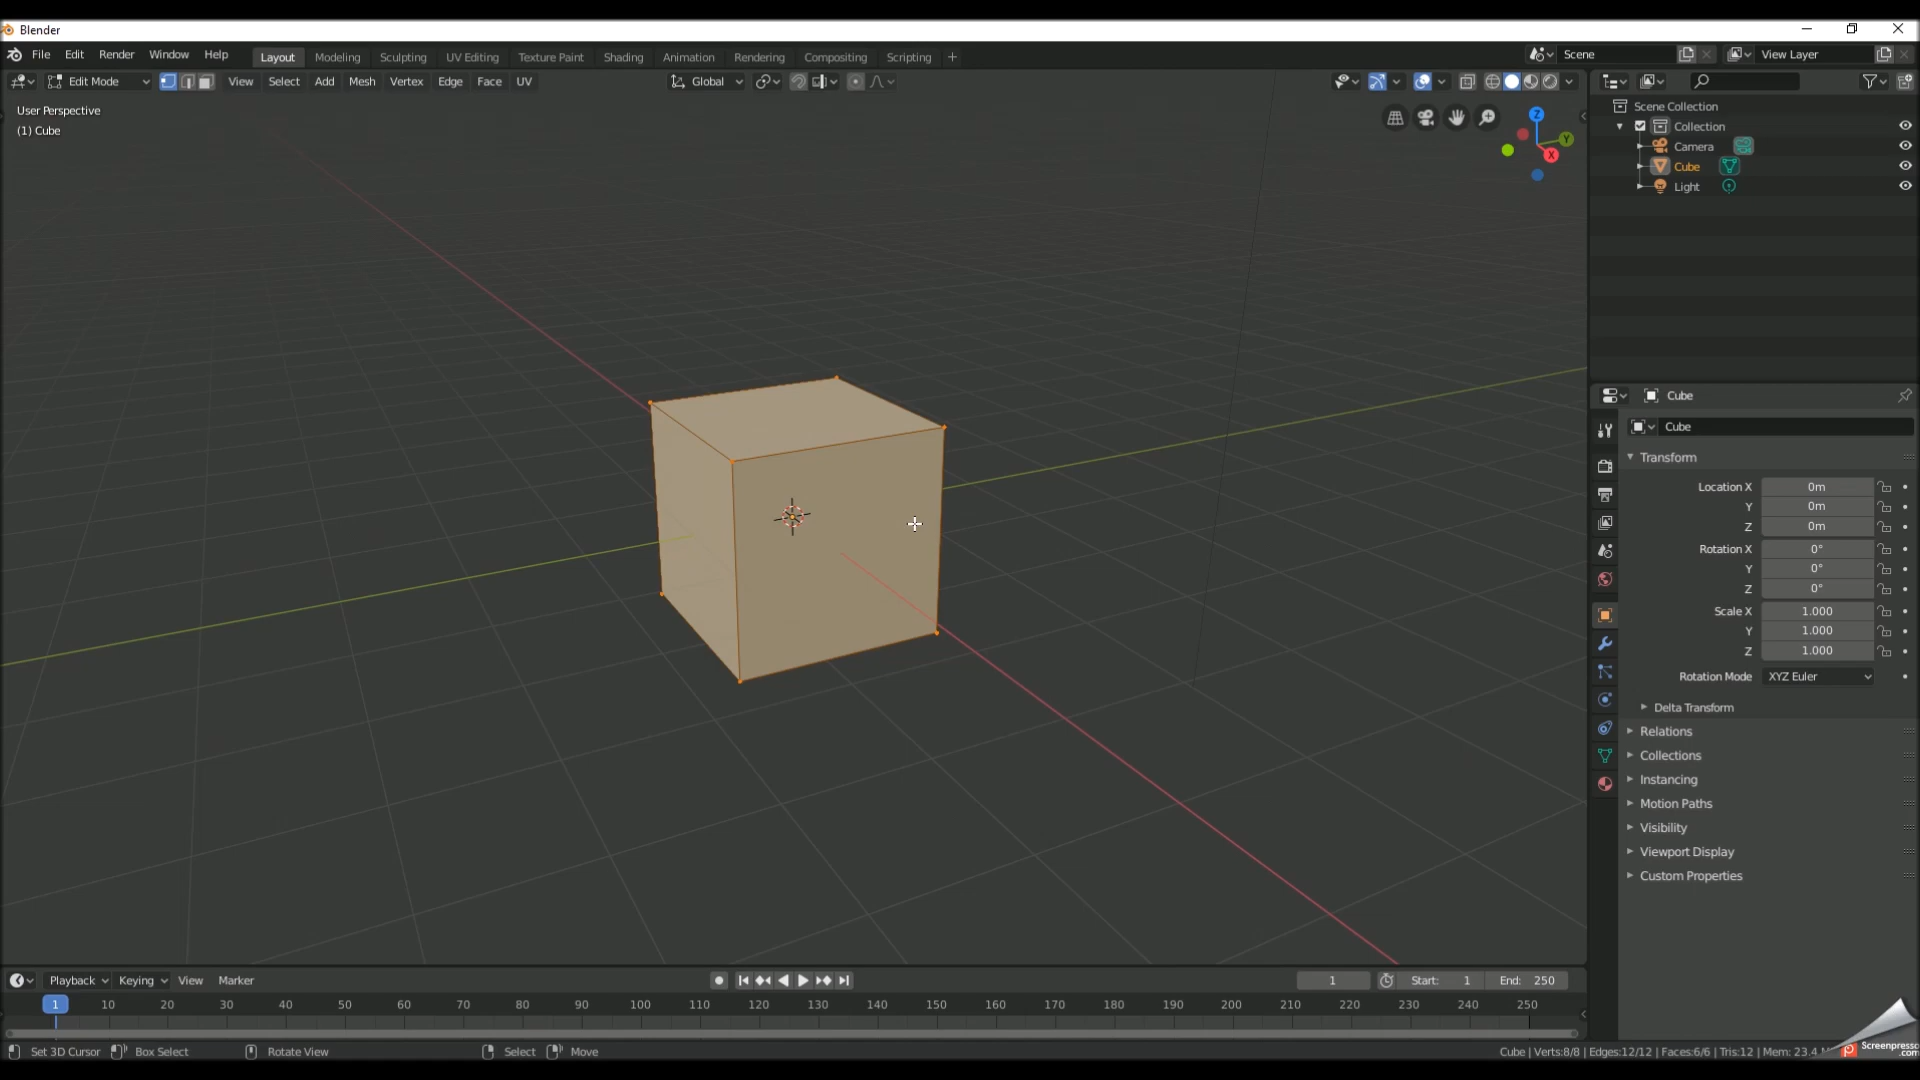 Blender
File Edit Render Window Help Layout Modeling Sculpting UV Editing Texture Paint Shading Animation Rendering Compositing Scripting + Scene View Layer
Edit Mode View Select Add Mesh Vertex Edge Face UV Global
User Perspective
(1) Cube
Z
Y
X
Scene Collection
Collection
Camera
Cube
Light
Cube
Cube
Transform
Location X 0m
Y 0m
Z 0m
Rotation X 0°
Y 0°
Z 0°
Scale X 1.000
Y 1.000
Z 1.000
Rotation Mode XYZ Euler
Delta Transform
Relations
Collections
Instancing
Motion Paths
Visibility
Viewport Display
Custom Properties
Playback Keying View Marker 1 Start: 1 End: 250
1 10 20 30 40 50 60 70 80 90 100 110 120 130 140 150 160 170 180 190 200 210 220 230 240 250
Set 3D Cursor Box Select Rotate View Select Move Cube | Verts:8/8 | Edges:12/12 | Faces:6/6 | Tris:12 | Mem: 23.4
Screenpresso
.com